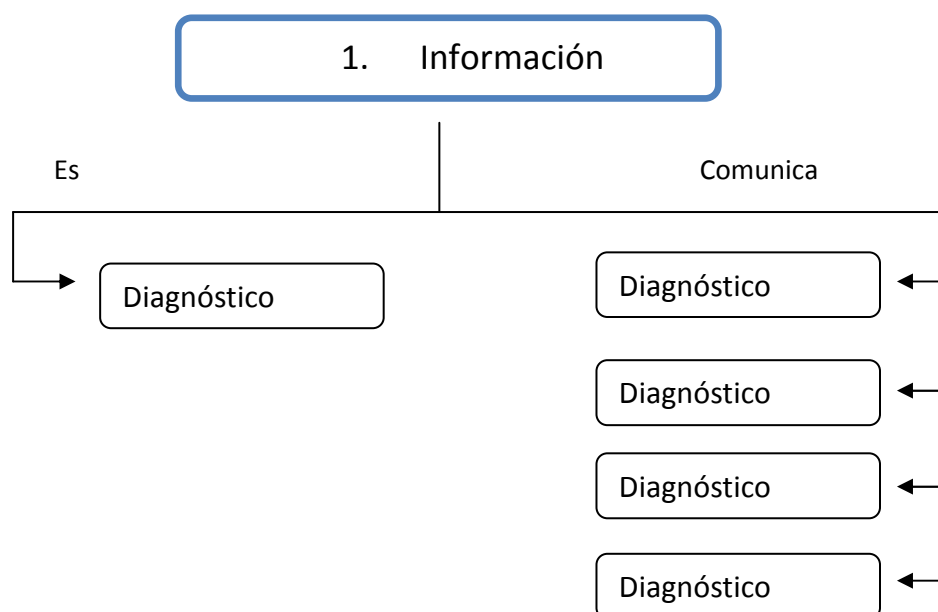 1. Información
Es
Comunica
Diagnóstico
Diagnóstico
Diagnóstico
Diagnóstico
Diagnóstico